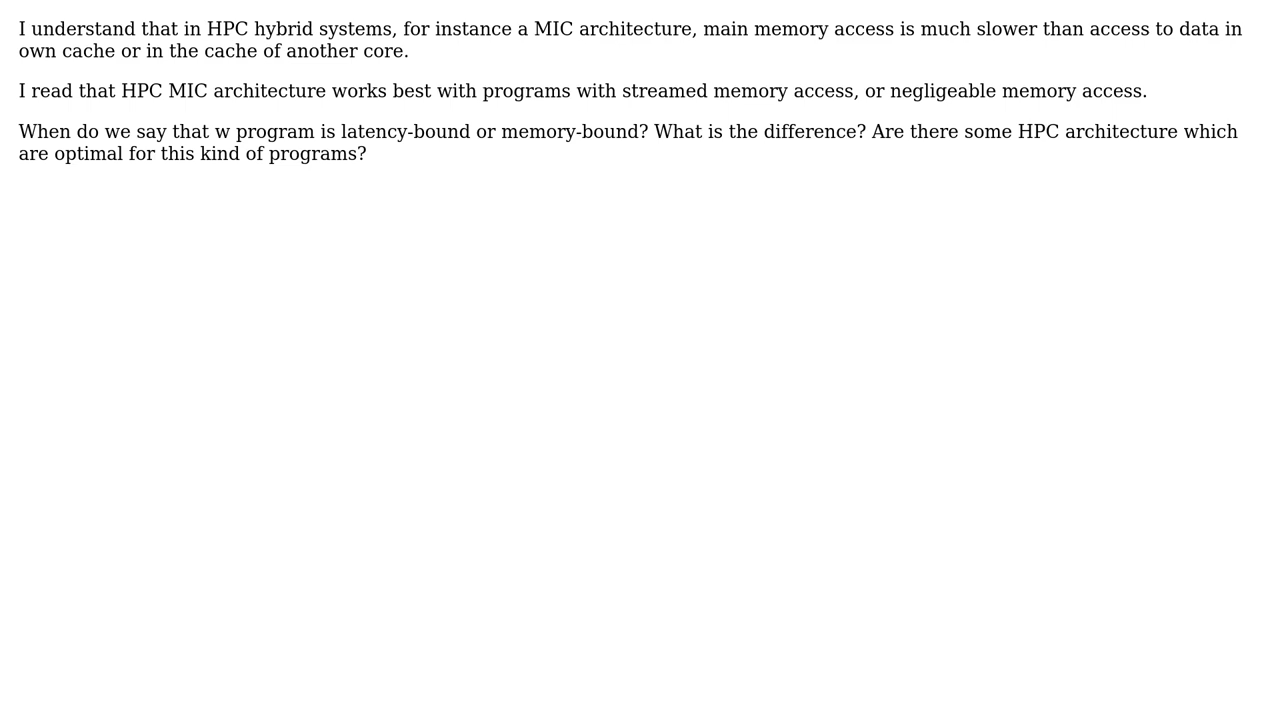 I understand that in HPC hybrid systems, for instance a MIC architecture, main memory access is much slower than access to data in
own cache or in the cache of another core.
I read that HPC MIC architecture works best with programs with streamed memory access, or negligeable memory access.
When do we say that w program is latency-bound or memory-bound? What is the difference? Are there some HPC architecture which
are optimal for this kind of programs?